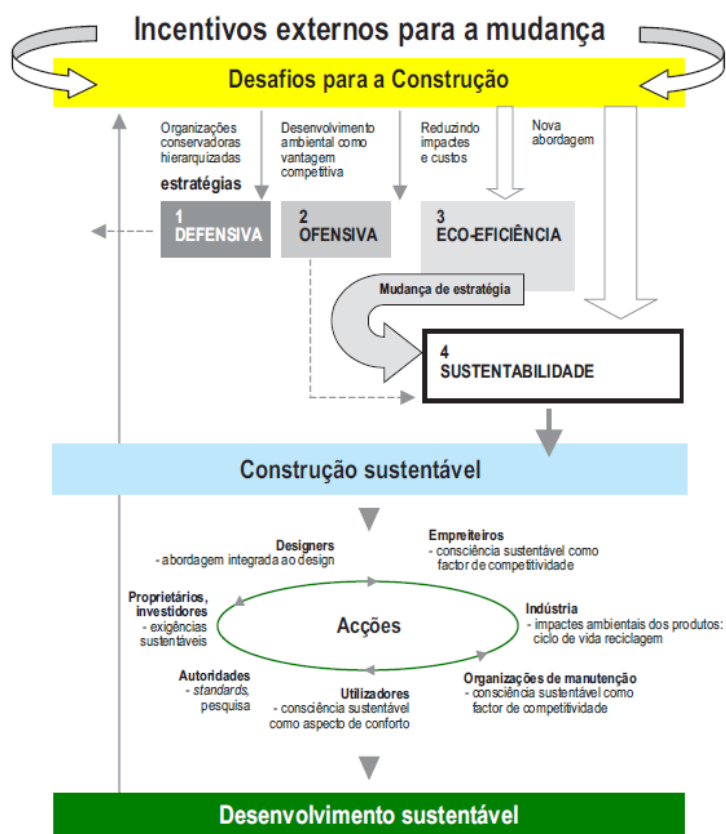 Incentivos externos para a mudança
Desafios para a Construção
Organizações
conservadoras
hierarquizadas
Desenvolvimento
ambiental como
vantagem
competitiva
Reduzindo
impactes
e custos
Nova
abordagem
estratégias
1
DEFENSIVA
2
OFENSIVA
3
ECO-EFICIÊNCIA
Mudança de estratégia
4
SUSTENTABILIDADE
Construção sustentável
Designers
- abordagem integrada ao design
Empreiteiros
- consciência sustentável como
factor de competitividade
Proprietários,
investidores
- exigências
sustentáveis
Acções
Indústria
- impactes ambientais dos produtos:
ciclo de vida reciclagem
Autoridades
- standards,
pesquisa
Utilizadores
- consciência sustentável
como aspecto de conforto
Organizações de manutenção
- consciência sustentável como
factor de competitividade
Desenvolvimento sustentável